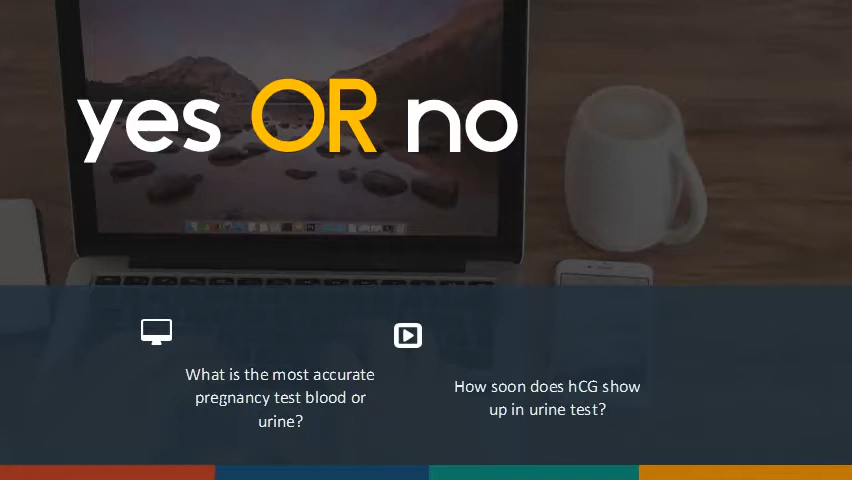 yes OR no
What is the most accurate
pregnancy test blood or
urine?
How soon does hCG show
up in urine test?